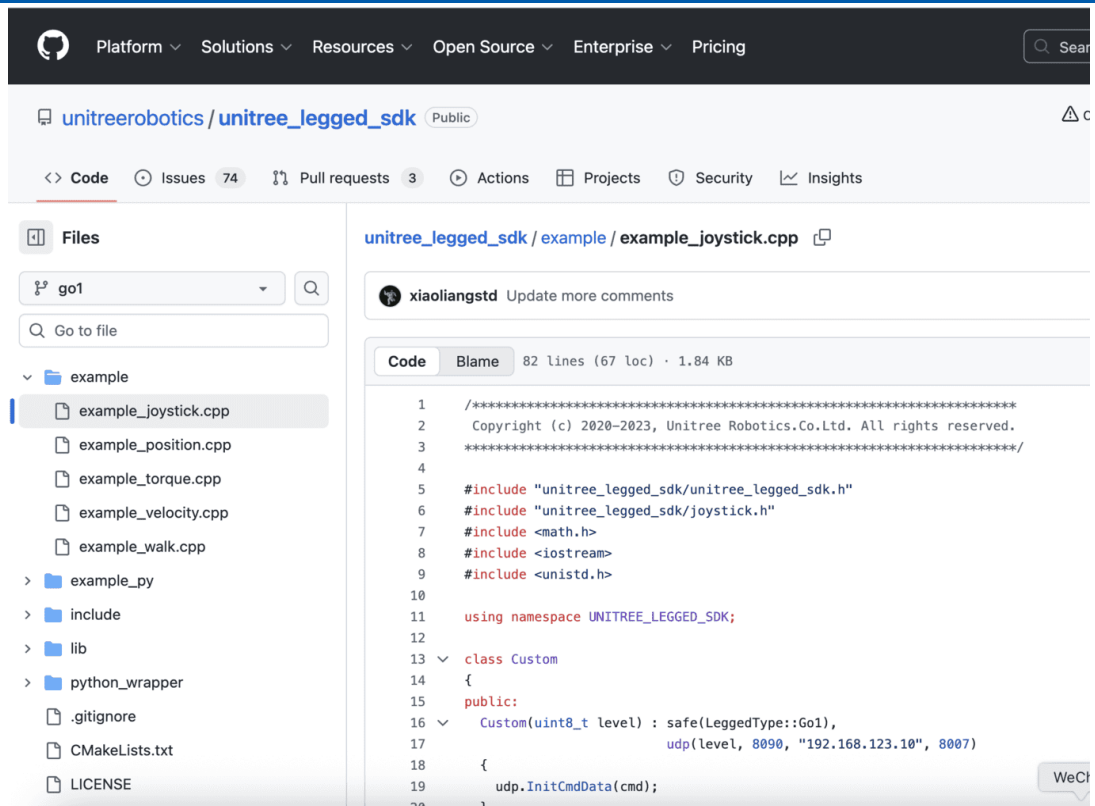 Platform Solutions Resources Open Source Enterprise Pricing
unitreerobotics / unitree_legged_sdk Public
Code Issues 74 Pull requests 3 Actions Projects Security Insights
Files
go1
Go to file
example
example_joystick.cpp
example_position.cpp
example_torque.cpp
example_velocity.cpp
example_walk.cpp
example_py
include
lib
python_wrapper
.gitignore
CMakeLists.txt
LICENSE
unitree_legged_sdk / example / example_joystick.cpp
xiaoliangstd Update more comments
Code Blame 82 lines (67 loc) · 1.84 KB
1 /************************************************************************
2 Copyright (c) 2020-2023, Unitree Robotics.Co.Ltd. All rights reserved.
3 ************************************************************************/
4
5 #include "unitree_legged_sdk/unitree_legged_sdk.h"
6 #include "unitree_legged_sdk/joystick.h"
7 #include <math.h>
8 #include <iostream>
9 #include <unistd.h>
10
11 using namespace UNITREE_LEGGED_SDK;
12
13 class Custom
14 {
15 public:
16 Custom(uint8_t level) : safe(LeggedType::Go1),
17 udp(level, 8090, "192.168.123.10", 8007)
18 {
19 udp.InitCmdData(cmd);